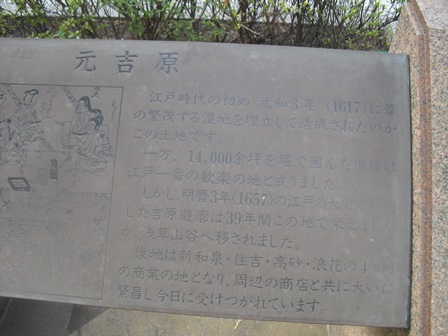 元吉原
江戸時代の初め 元和3年 (1617)に葦
の繁茂する湿地を埋立して造成されたのが
この土地です。
一方、14,000余坪を堀で囲んだ遊廓は
江戸一番の歓楽の地と成りました。
しかし、明暦3年(1657)の江戸の大
した吉原遊廓は39年間この地で
が、浅草山谷へ移されました。
後地は新和泉・住吉・高砂・浪花の
の商業の地となり、周辺の商店と共に大いに
繁昌し今日に受けつがれています。